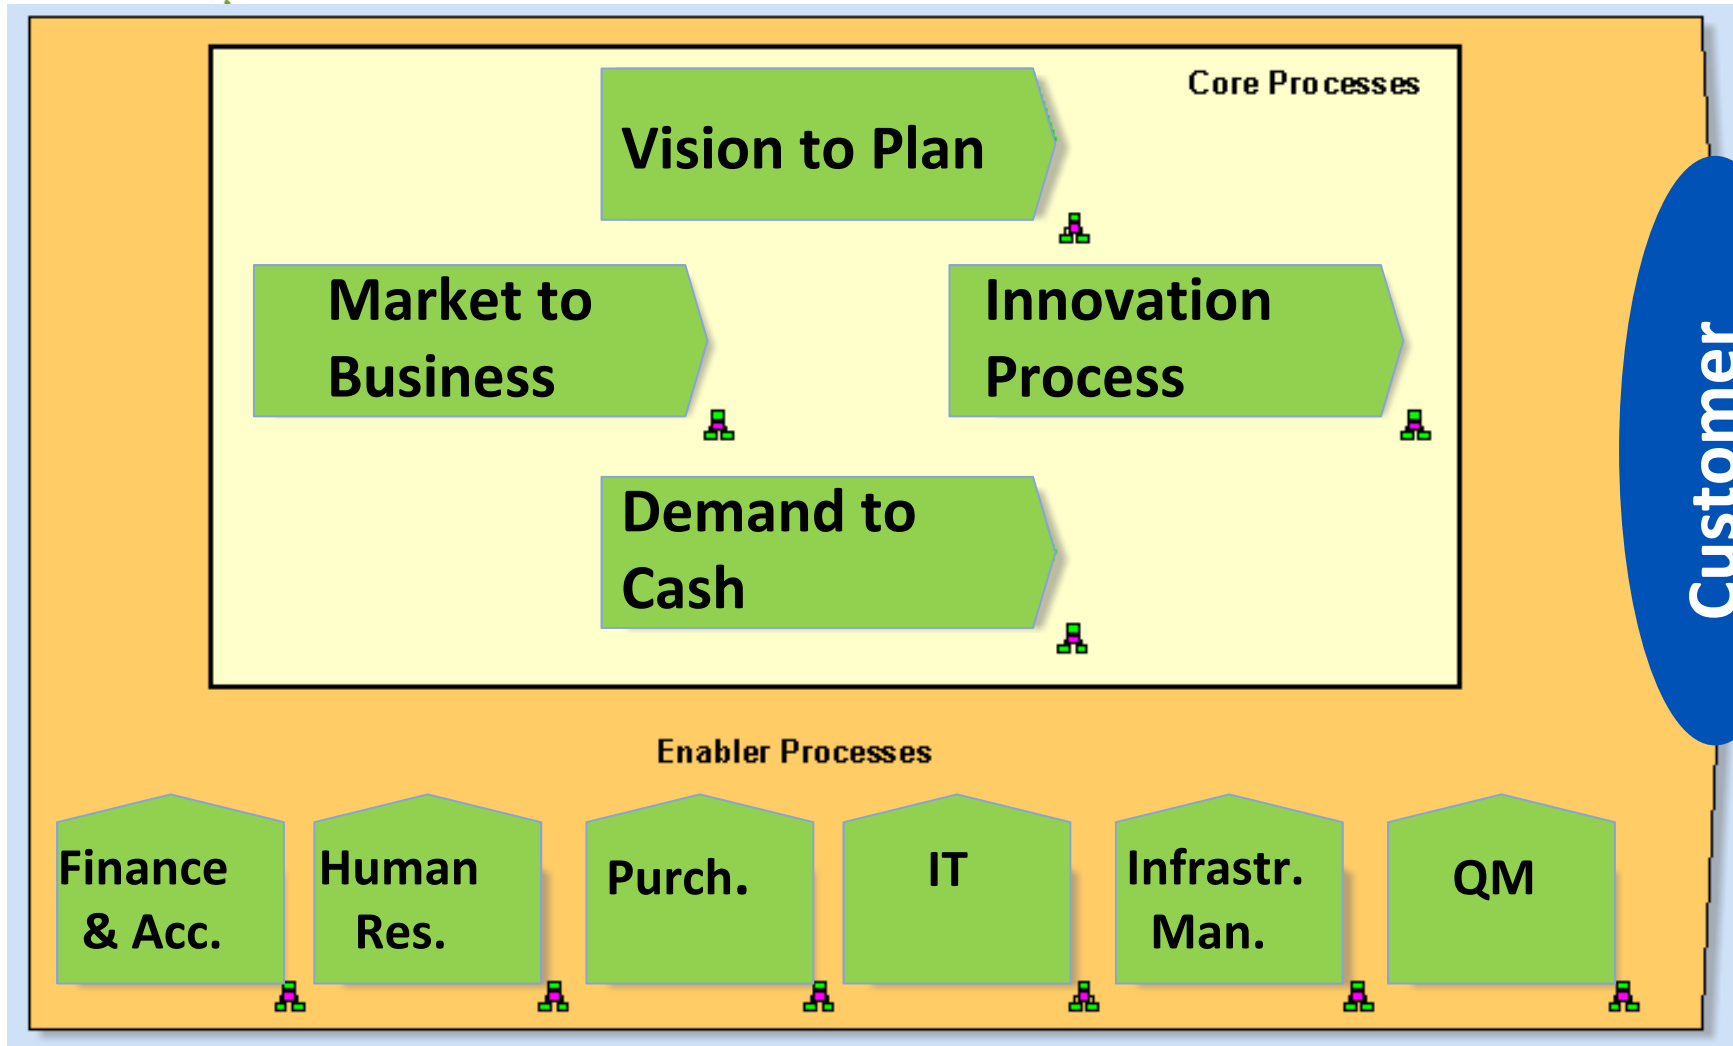 Core Processes
Vision to Plan
Market to
Business
Innovation
Process
Demand to
Cash
Customer
Enabler Processes
Finance
& Acc.
Human
Res.
Purch.
IT
Infrastr.
Man.
QM